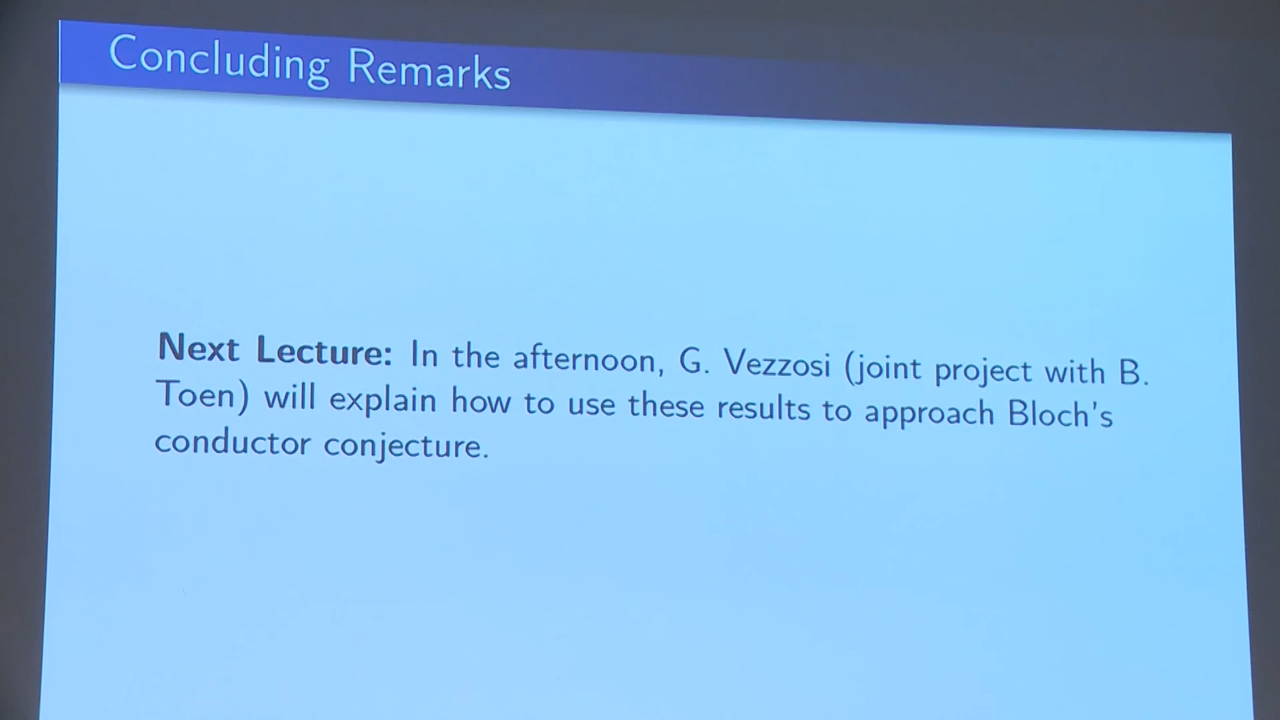 Concluding Remarks
Next Lecture: In the afternoon, G. Vezzosi (joint project with B.
Toen) will explain how to use these results to approach Bloch's
conductor conjecture.